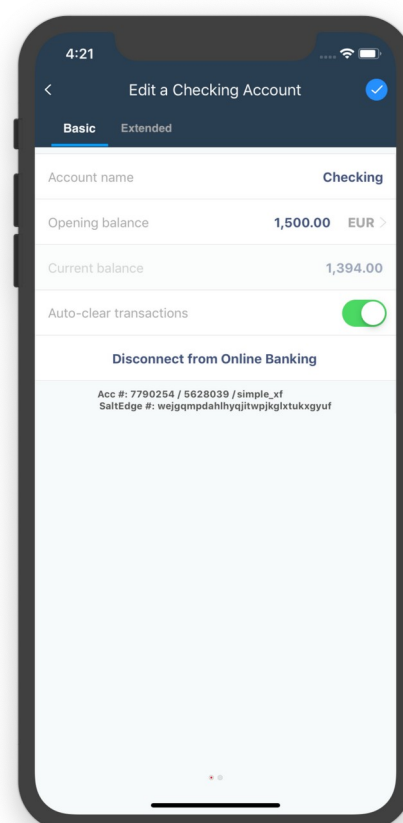 4:21
Edit a Checking Account
Basic Extended
Account name Checking
Opening balance 1,500.00 EUR
Current balance 1,394.00
Auto-clear transactions
Disconnect from Online Banking
Acc #: 7790254 / 5628039 / simple_xf
SaltEdge #: wejgqmpdahlhyqjitwpjkglxtukxgyuf